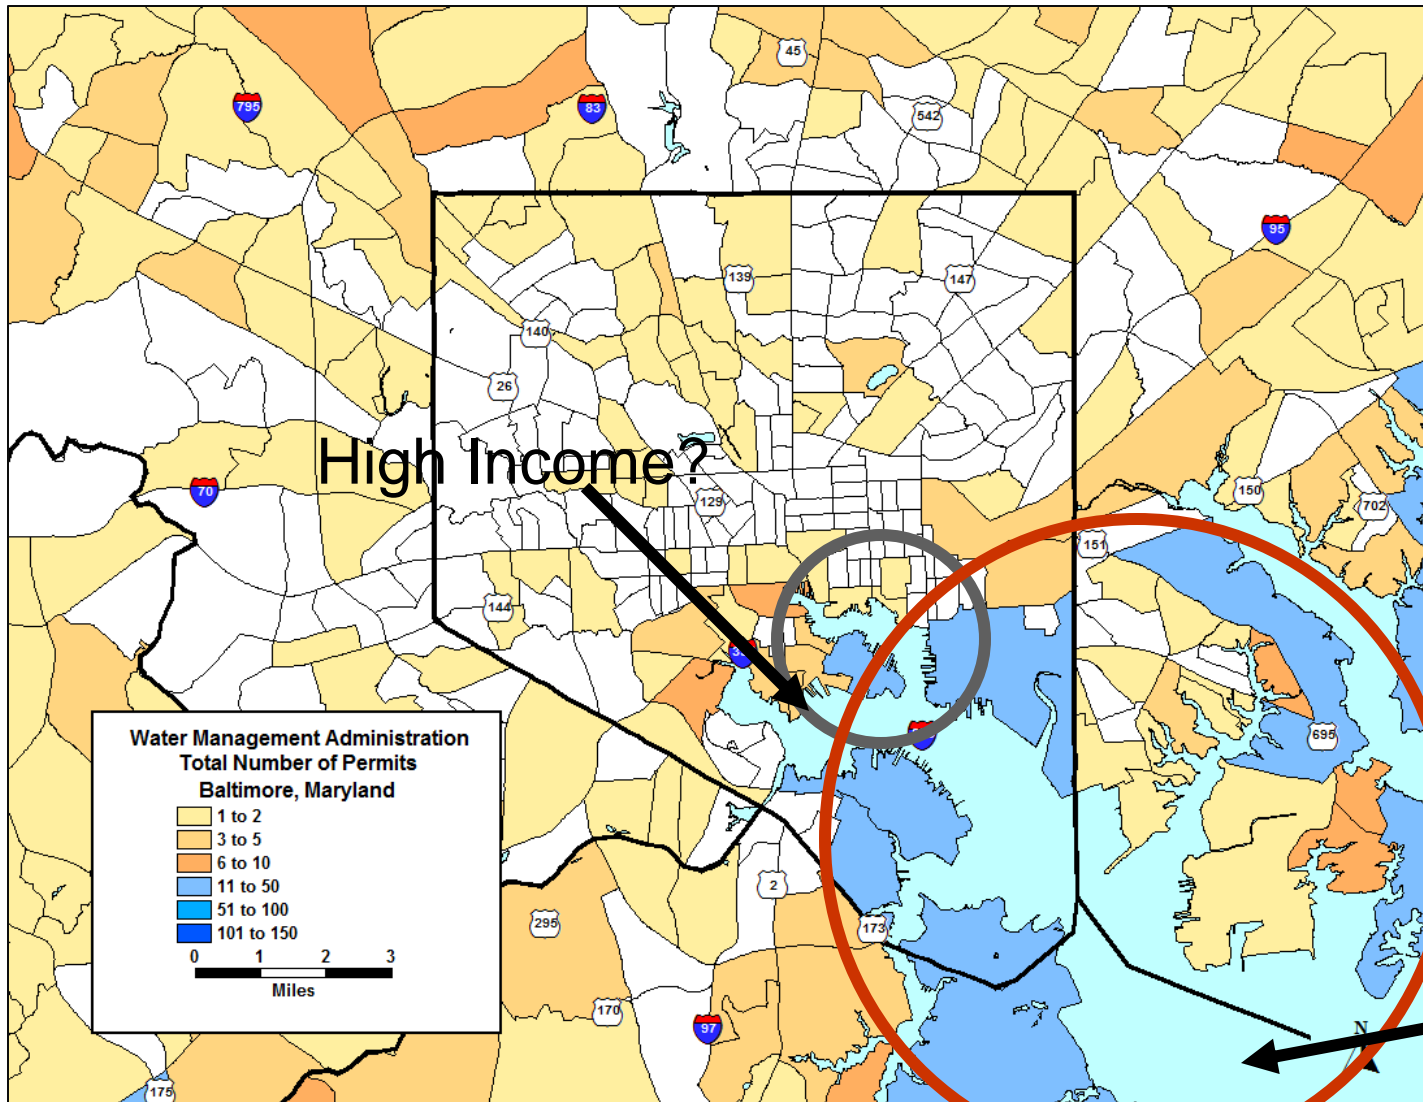 45
795
83
542
95
139
147
140
26
High Income?
70
129
150
702
151
144
3
695
Water Management Administration
Total Number of Permits
Baltimore, Maryland
1 to 2
3 to 5
6 to 10
11 to 50
51 to 100
101 to 150
0 1 2 3
Miles
2
295
173
170
97
N
175